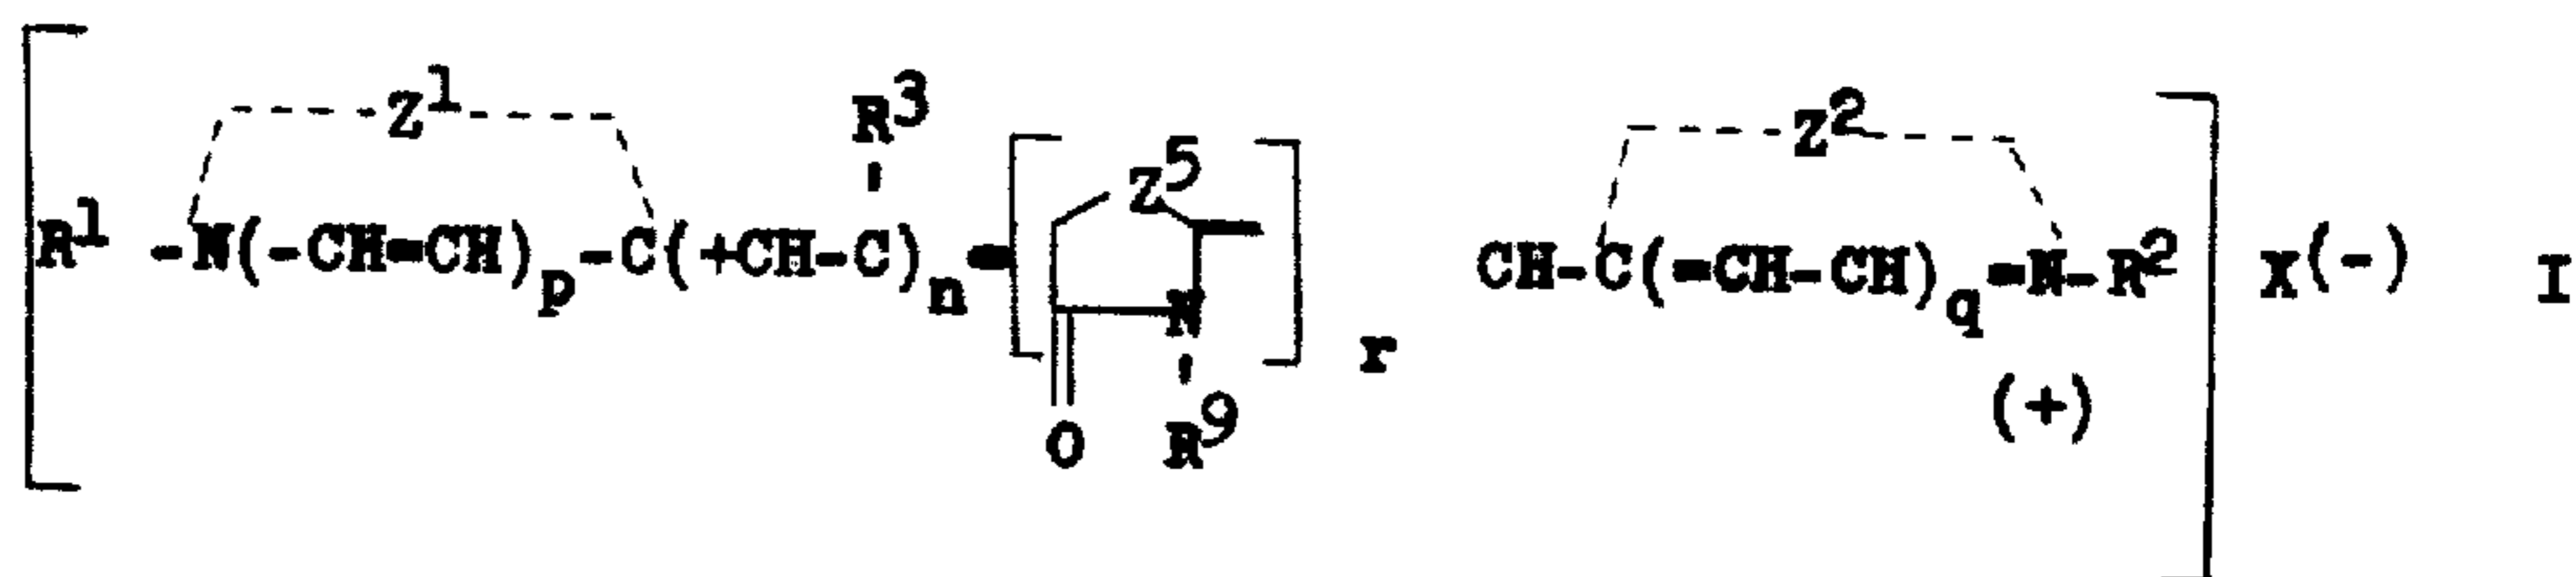 Z¹ R³ Z⁵ Z²
R¹ -N(-CH=CH)p-C(+CH-C)n= r CH-C(=CH-CH)q=N-R² X(-) I
N
(+)
O R⁹